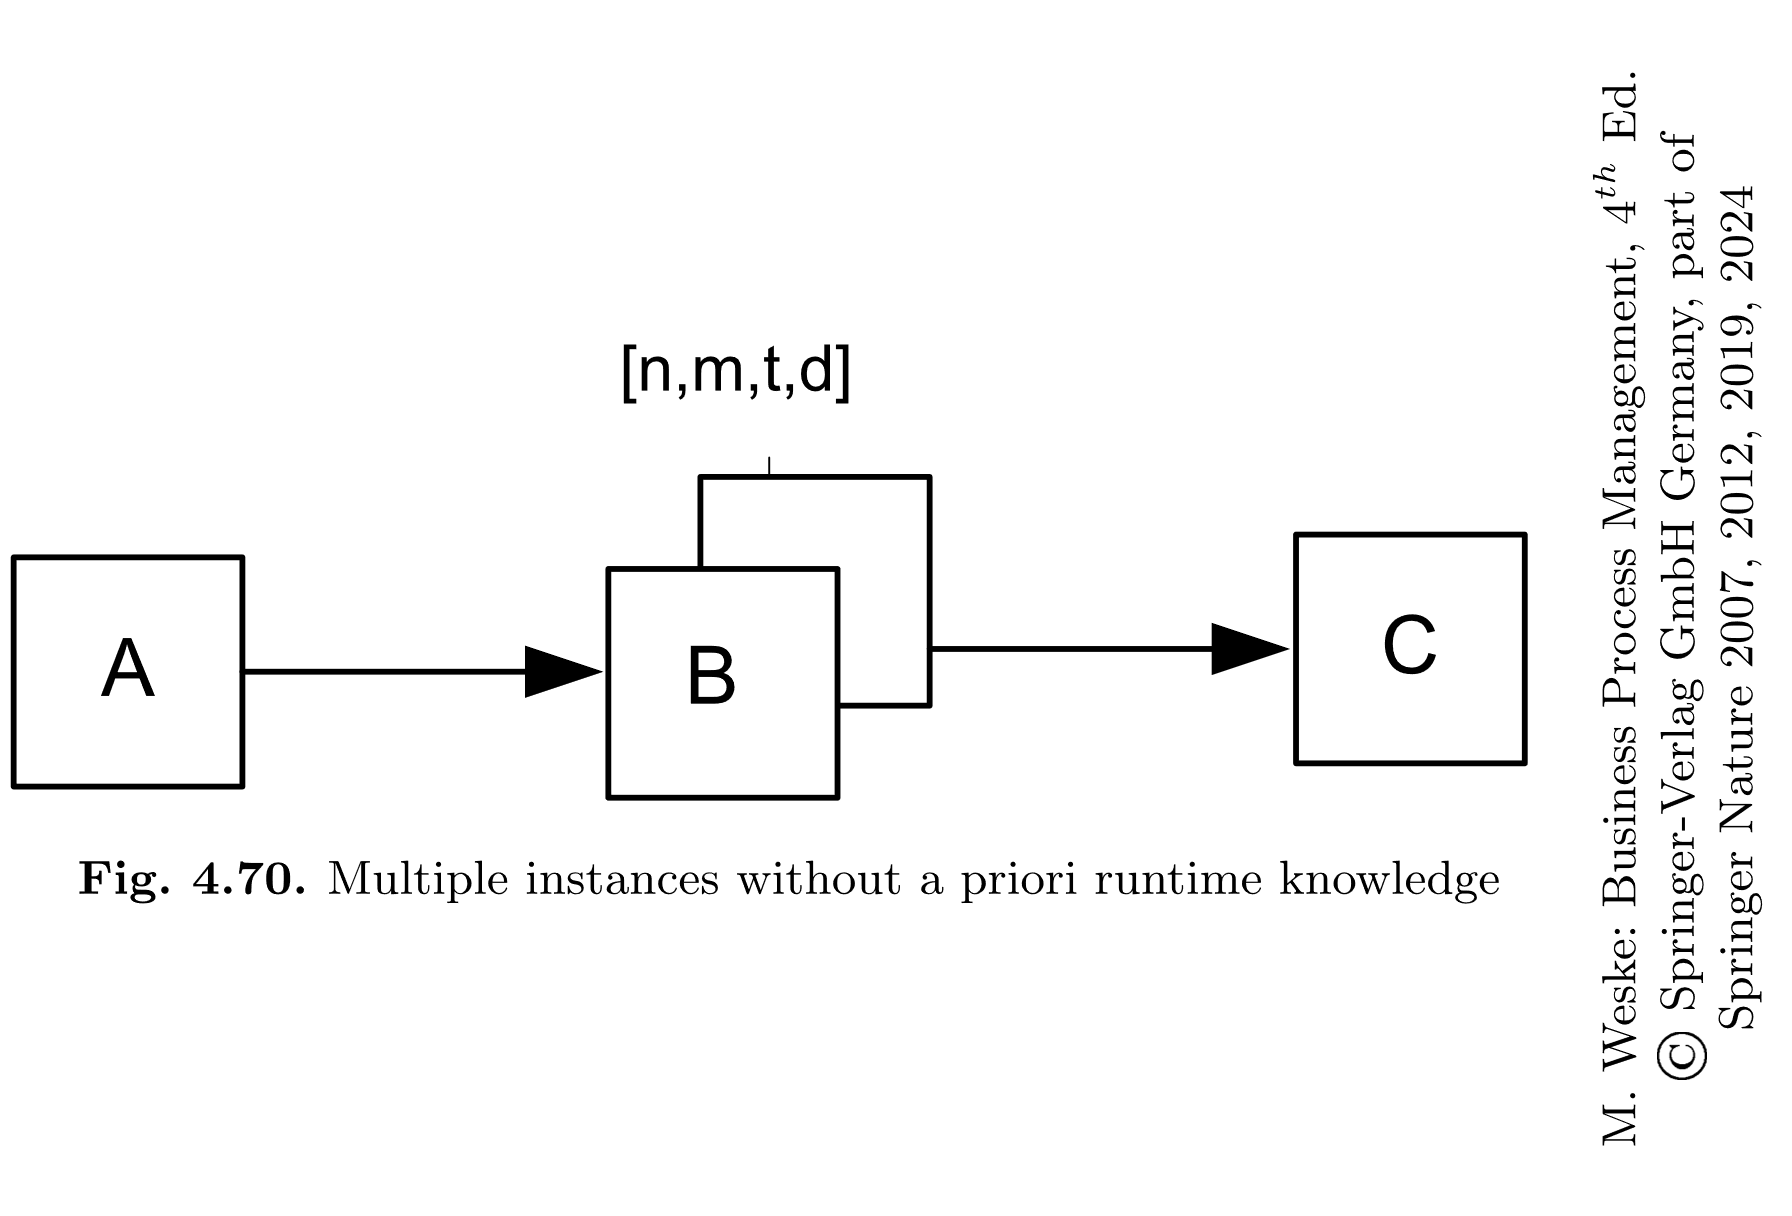 [n,m,t,d]
A
B
C
Fig. 4.70. Multiple instances without a priori runtime knowledge
M. Weske: Business Process Management, 4th Ed.
© Springer-Verlag GmbH Germany, part of
Springer Nature 2007, 2012, 2019, 2024